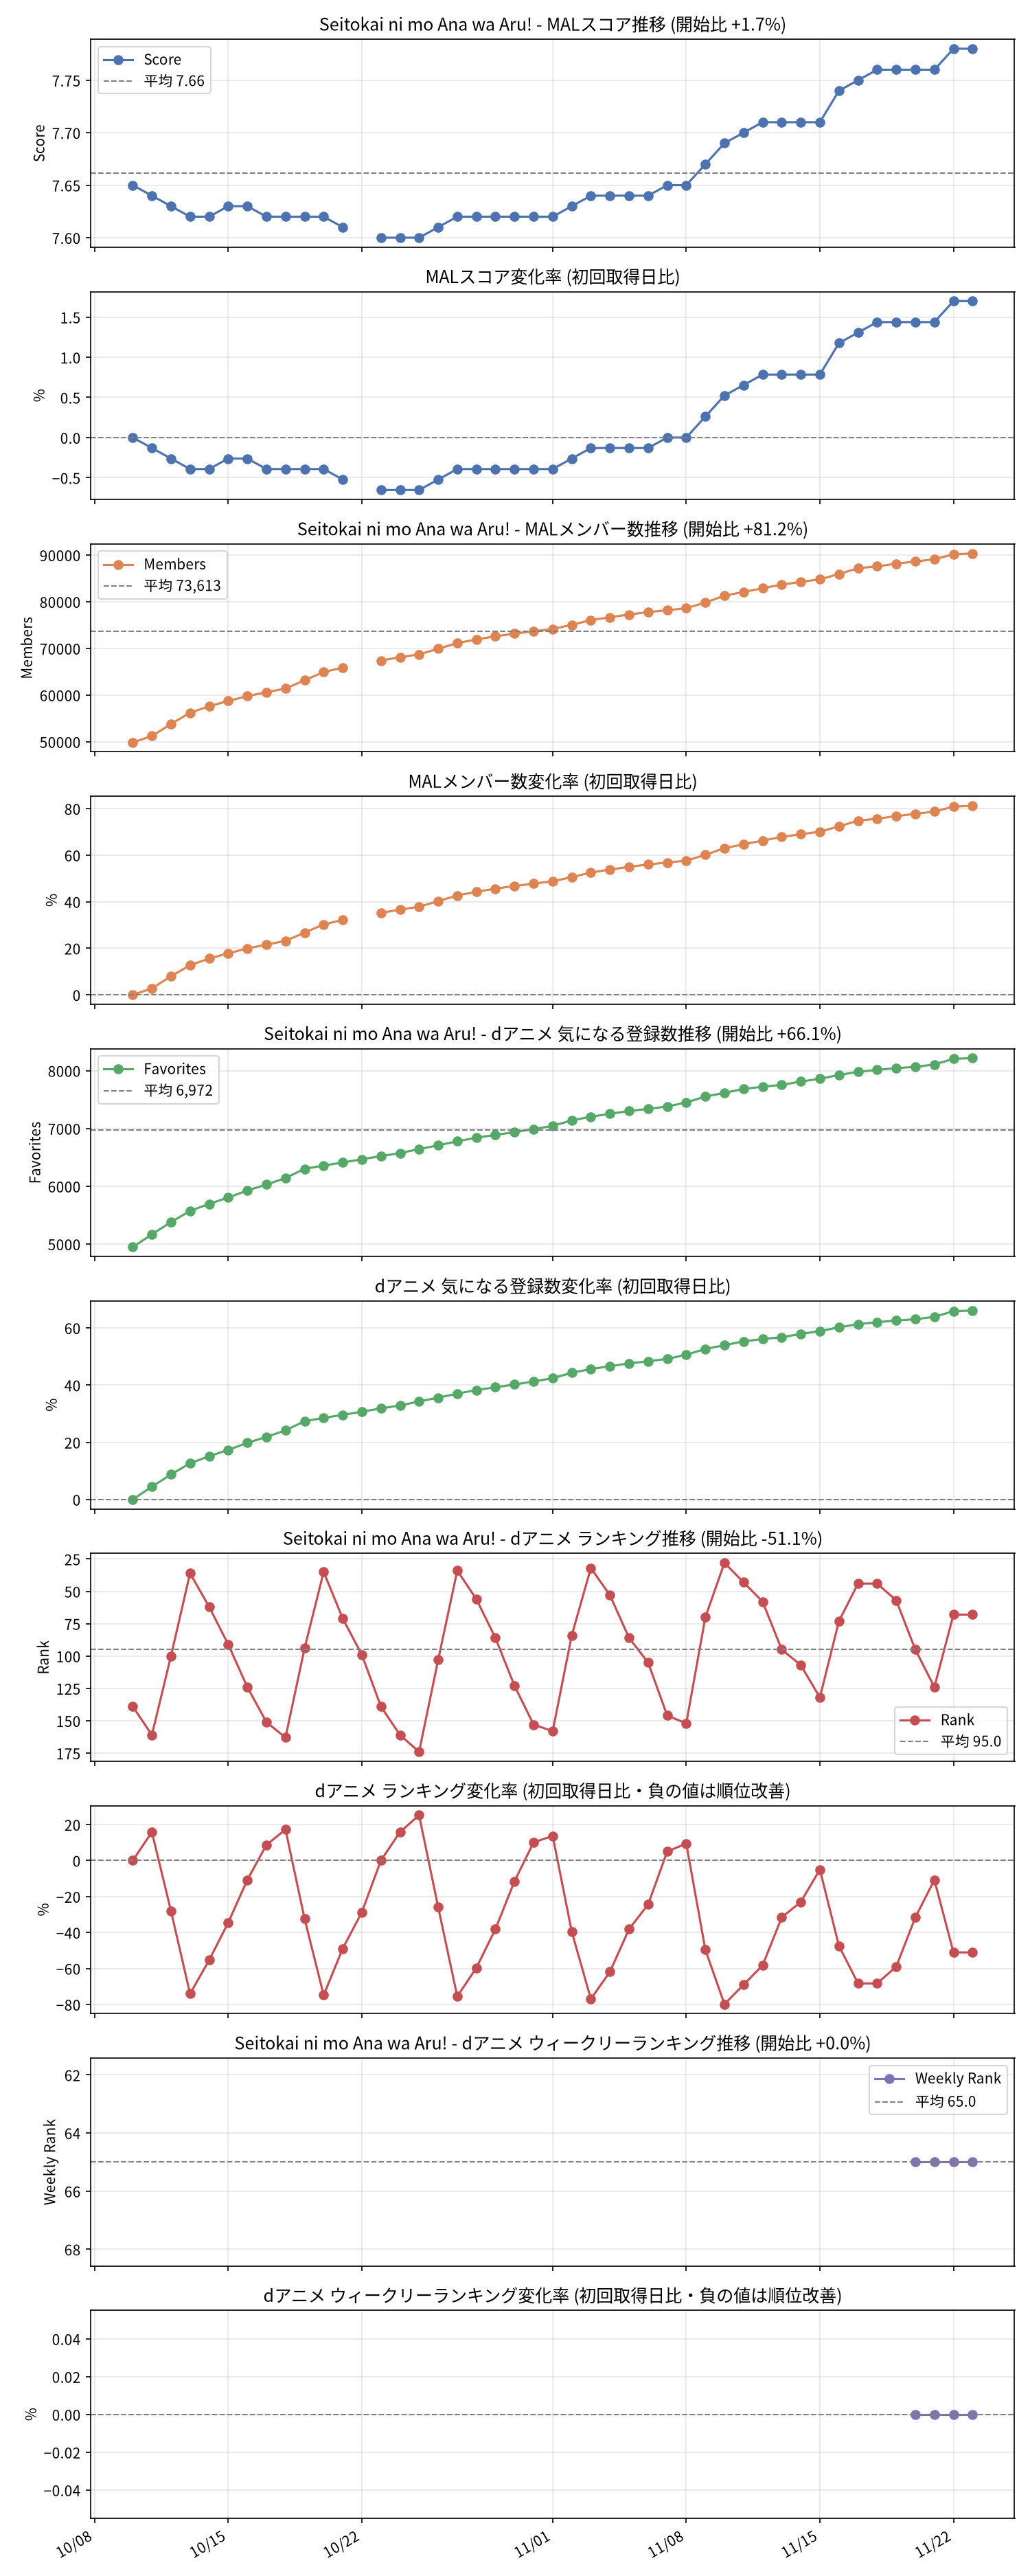 Seitokai ni mo Ana wa Aru! - MALスコア推移 (開始比 +1.7%)
Score
平均 7.66
Score
7.75
7.70
7.65
7.60
MALスコア変化率 (初回取得日比)
%
1.5
1.0
0.5
0.0
−0.5
Seitokai ni mo Ana wa Aru! - MALメンバー数推移 (開始比 +81.2%)
Members
平均 73,613
Members
90000
80000
70000
60000
50000
MALメンバー数変化率 (初回取得日比)
%
80
60
40
20
0
Seitokai ni mo Ana wa Aru! - dアニメ 気になる登録数推移 (開始比 +66.1%)
Favorites
平均 6,972
Favorites
8000
7000
6000
5000
dアニメ 気になる登録数変化率 (初回取得日比)
%
60
40
20
0
Seitokai ni mo Ana wa Aru! - dアニメ ランキング推移 (開始比 -51.1%)
Rank
25
50
75
100
125
150
175
Rank
平均 95.0
dアニメ ランキング変化率 (初回取得日比・負の値は順位改善)
%
20
0
−20
−40
−60
−80
Seitokai ni mo Ana wa Aru! - dアニメ ウィークリーランキング推移 (開始比 +0.0%)
Weekly Rank
平均 65.0
Weekly Rank
62
64
66
68
dアニメ ウィークリーランキング変化率 (初回取得日比・負の値は順位改善)
%
0.04
0.02
0.00
−0.02
−0.04
10/08
10/15
10/22
11/01
11/08
11/15
11/22